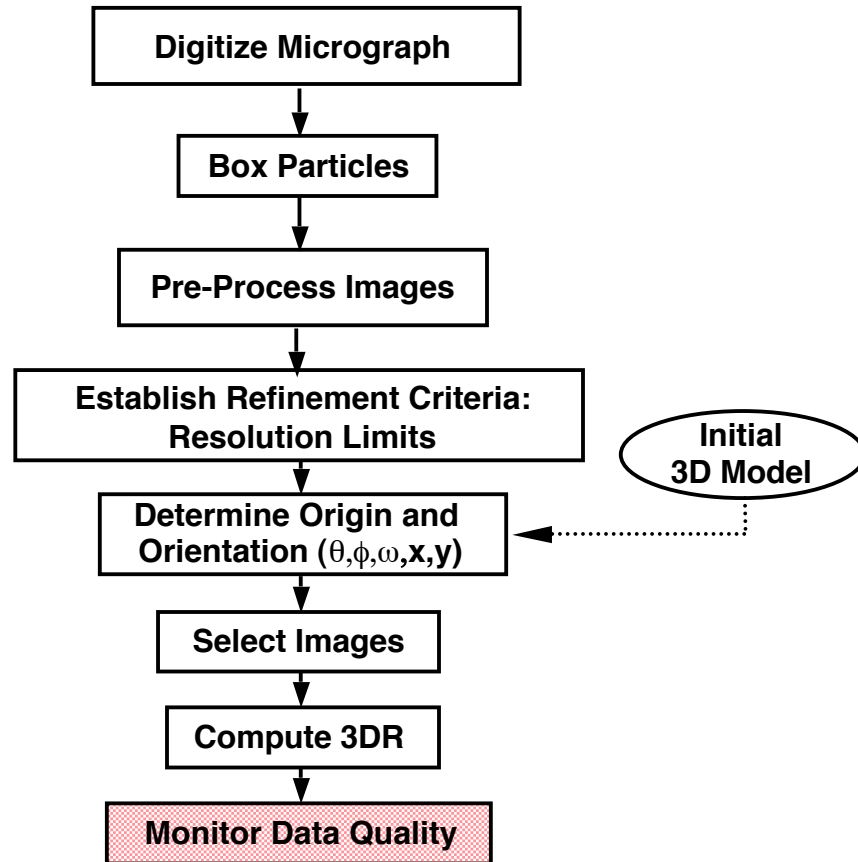 Digitize Micrograph
Box Particles
Pre-Process Images
Establish Refinement Criteria:
Resolution Limits
Initial
3D Model
Determine Origin and
Orientation (θ,ϕ,ω,x,y)
Select Images
Compute 3DR
Monitor Data Quality